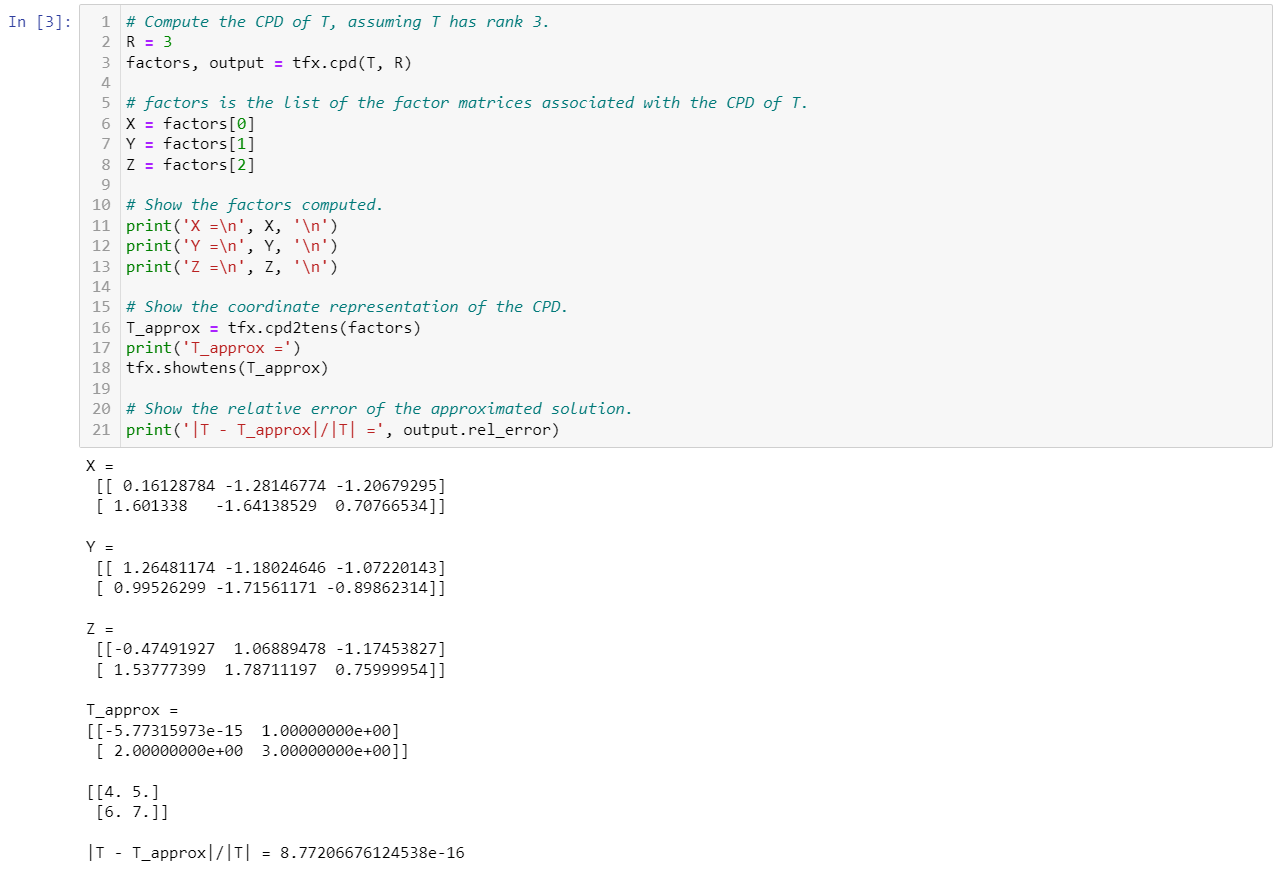 In [3]:
1 # Compute the CPD of T, assuming T has rank 3.
2 R = 3
3 factors, output = tfx.cpd(T, R)
4
5 # factors is the list of the factor matrices associated with the CPD of T.
6 X = factors[0]
7 Y = factors[1]
8 Z = factors[2]
9
10 # Show the factors computed.
11 print('X =\n', X, '\n')
12 print('Y =\n', Y, '\n')
13 print('Z =\n', Z, '\n')
14
15 # Show the coordinate representation of the CPD.
16 T_approx = tfx.cpd2tens(factors)
17 print('T_approx =')
18 tfx.showtens(T_approx)
19
20 # Show the relative error of the approximated solution.
21 print('|T - T_approx|/|T| =', output.rel_error)
X =
[[ 0.16128784 -1.28146774 -1.20679295]
[ 1.601338   -1.64138529  0.70766534]]
Y =
[[ 1.26481174 -1.18024646 -1.07220143]
[ 0.99526299 -1.71561171 -0.89862314]]
Z =
[[-0.47491927  1.06889478 -1.17453827]
[ 1.53777399  1.78711197  0.75999954]]
T_approx =
[[-5.77315973e-15  1.00000000e+00]
[ 2.00000000e+00  3.00000000e+00]]
[[4. 5.]
[6. 7.]]
|T - T_approx|/|T| = 8.77206676124538e-16